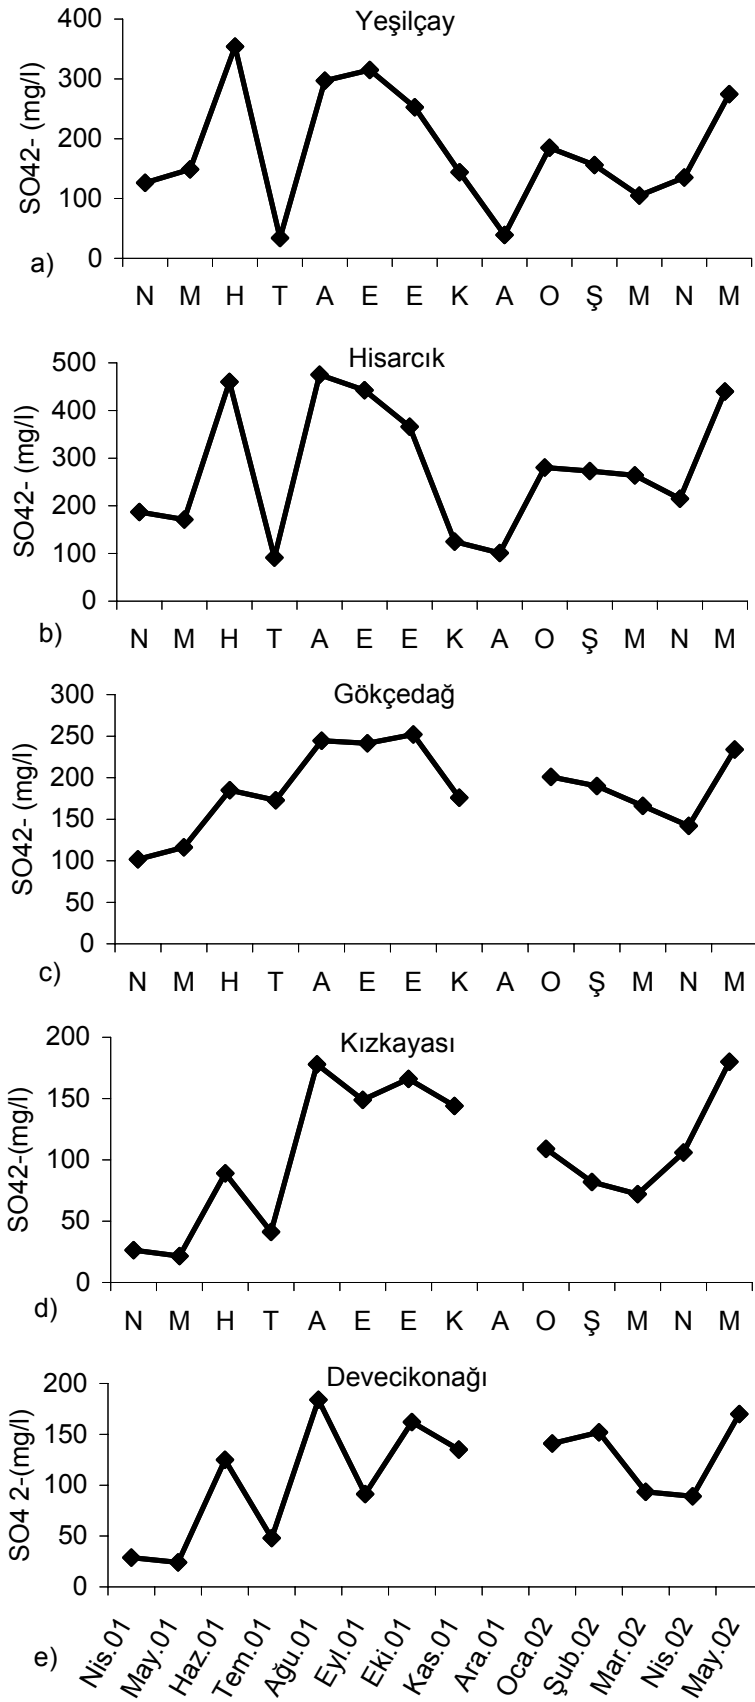 Yeşilçay
SO42- (mg/l)
400
300
200
100
0
a)
N M H T A E E K A O Ş M N M
Hisarcık
SO42- (mg/l)
500
400
300
200
100
0
b)
N M H T A E E K A O Ş M N M
Gökçedağ
SO42- (mg/l)
300
250
200
150
100
50
0
c)
N M H T A E E K A O Ş M N M
Kızkayası
SO42-(mg/l)
200
150
100
50
0
d)
N M H T A E E K A O Ş M N M
Devecikonağı
SO4 2-(mg/l)
200
150
100
50
0
e)
Nis.01 May.01 Haz.01 Tem.01 Ağu.01 Eyl.01 Eki.01 Kas.01 Ara.01 Oca.02 Şub.02 Mar.02 Nis.02 May.02